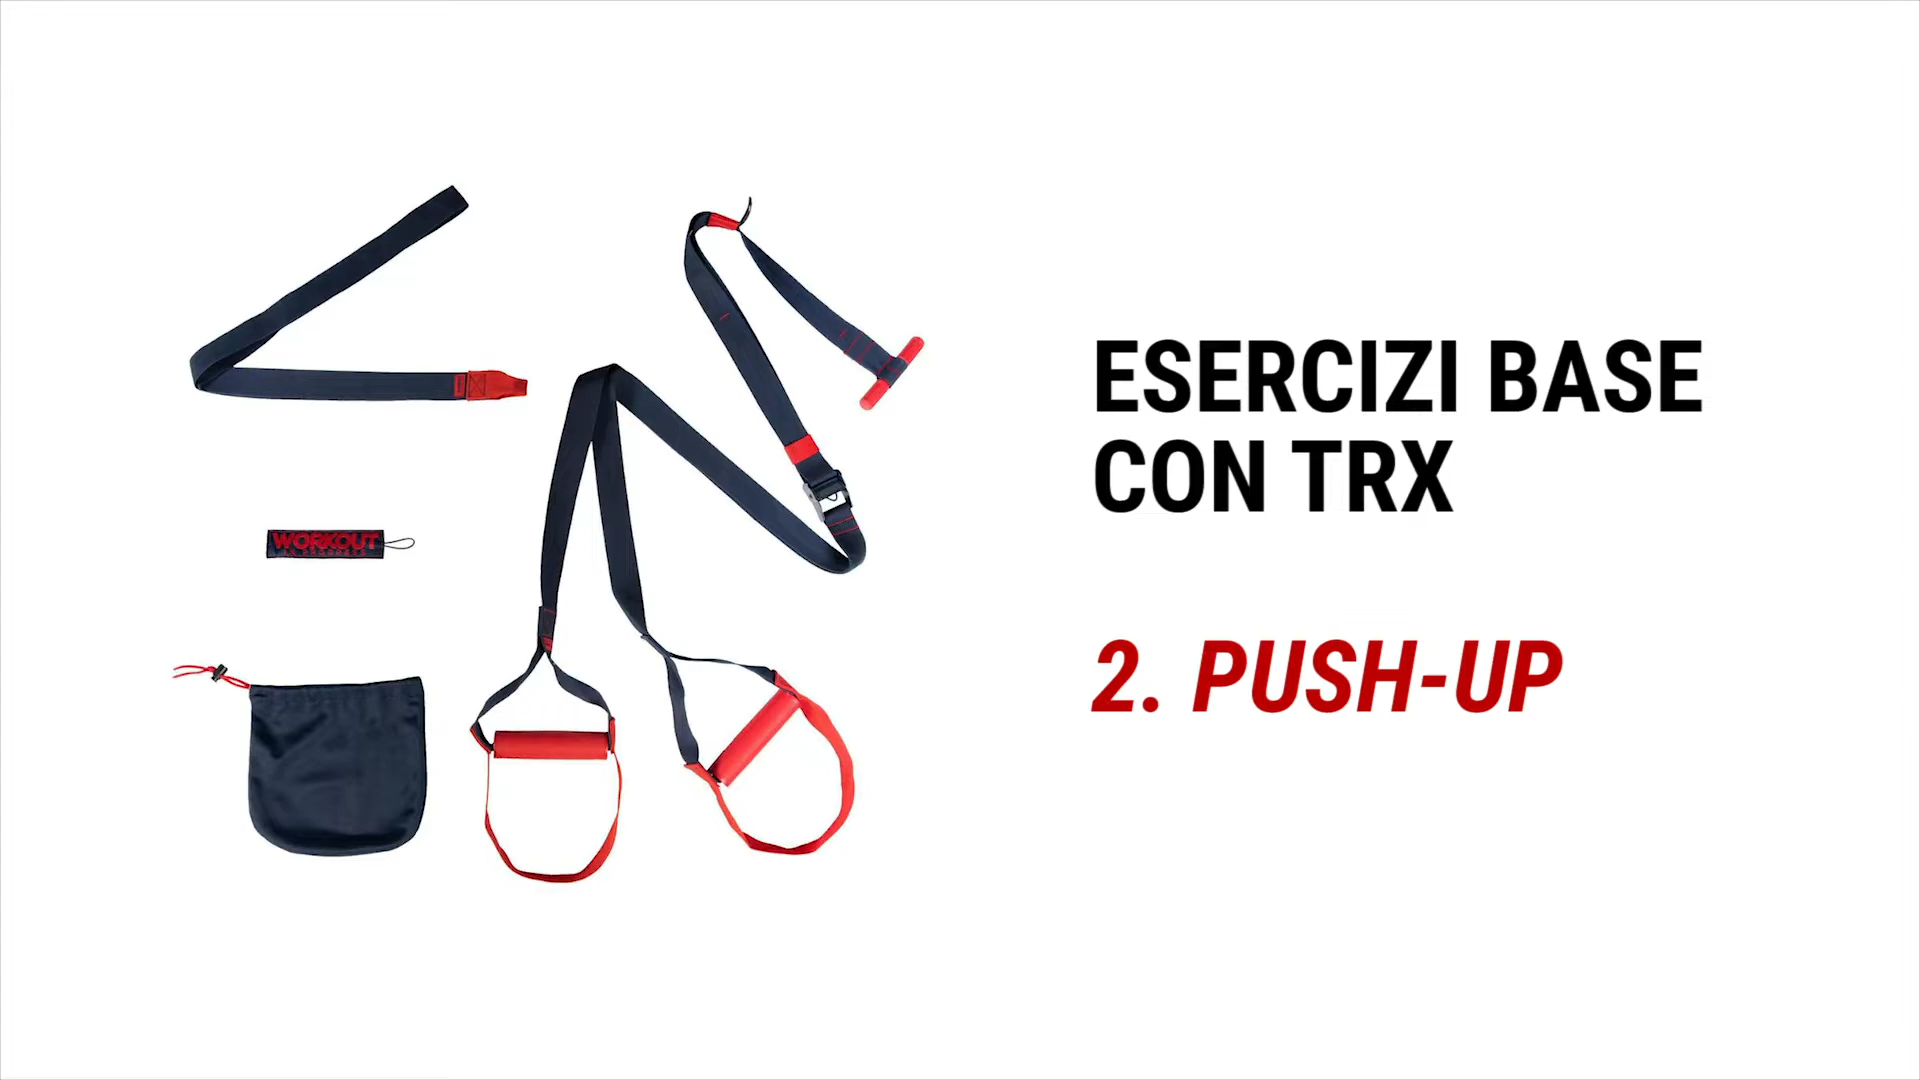 ESERCIZI BASE
CON TRX
2. PUSH-UP
WORKOUT